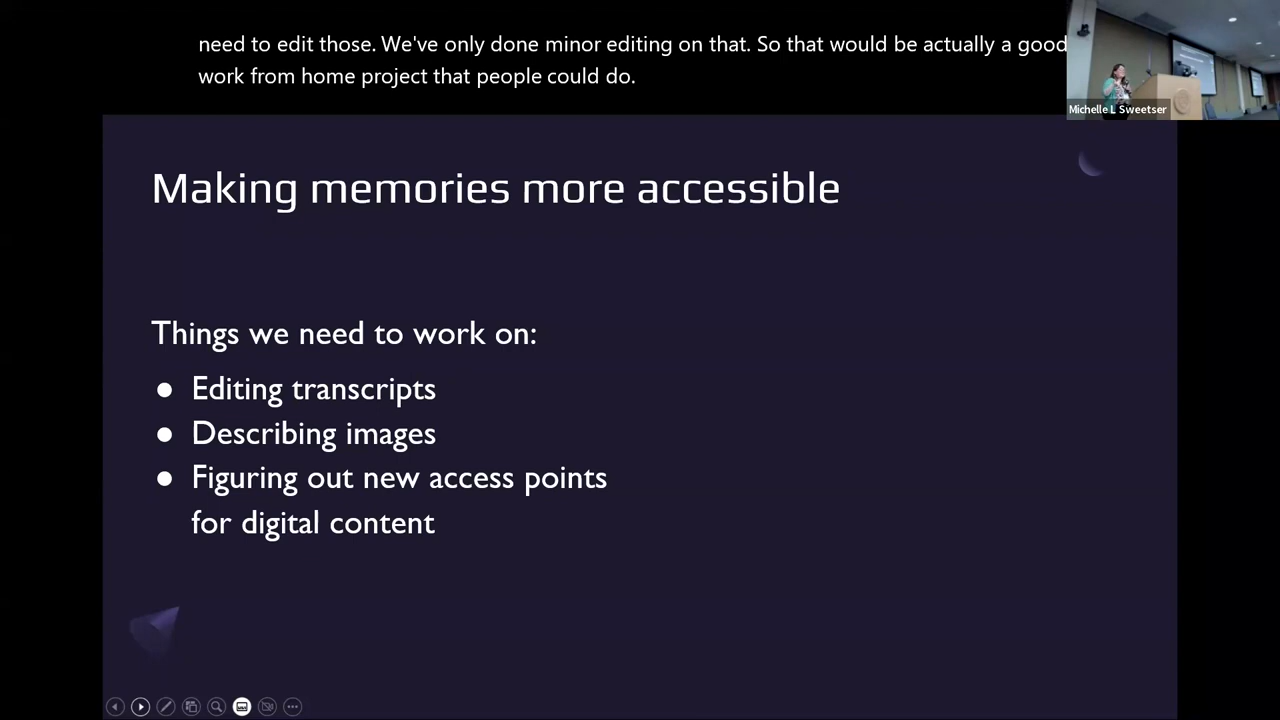 need to edit those. We've only done minor editing on that. So that would be actually a good
work from home project that people could do.
Michelle L Sweetser
Making memories more accessible
Things we need to work on:
● Editing transcripts
● Describing images
● Figuring out new access points
for digital content